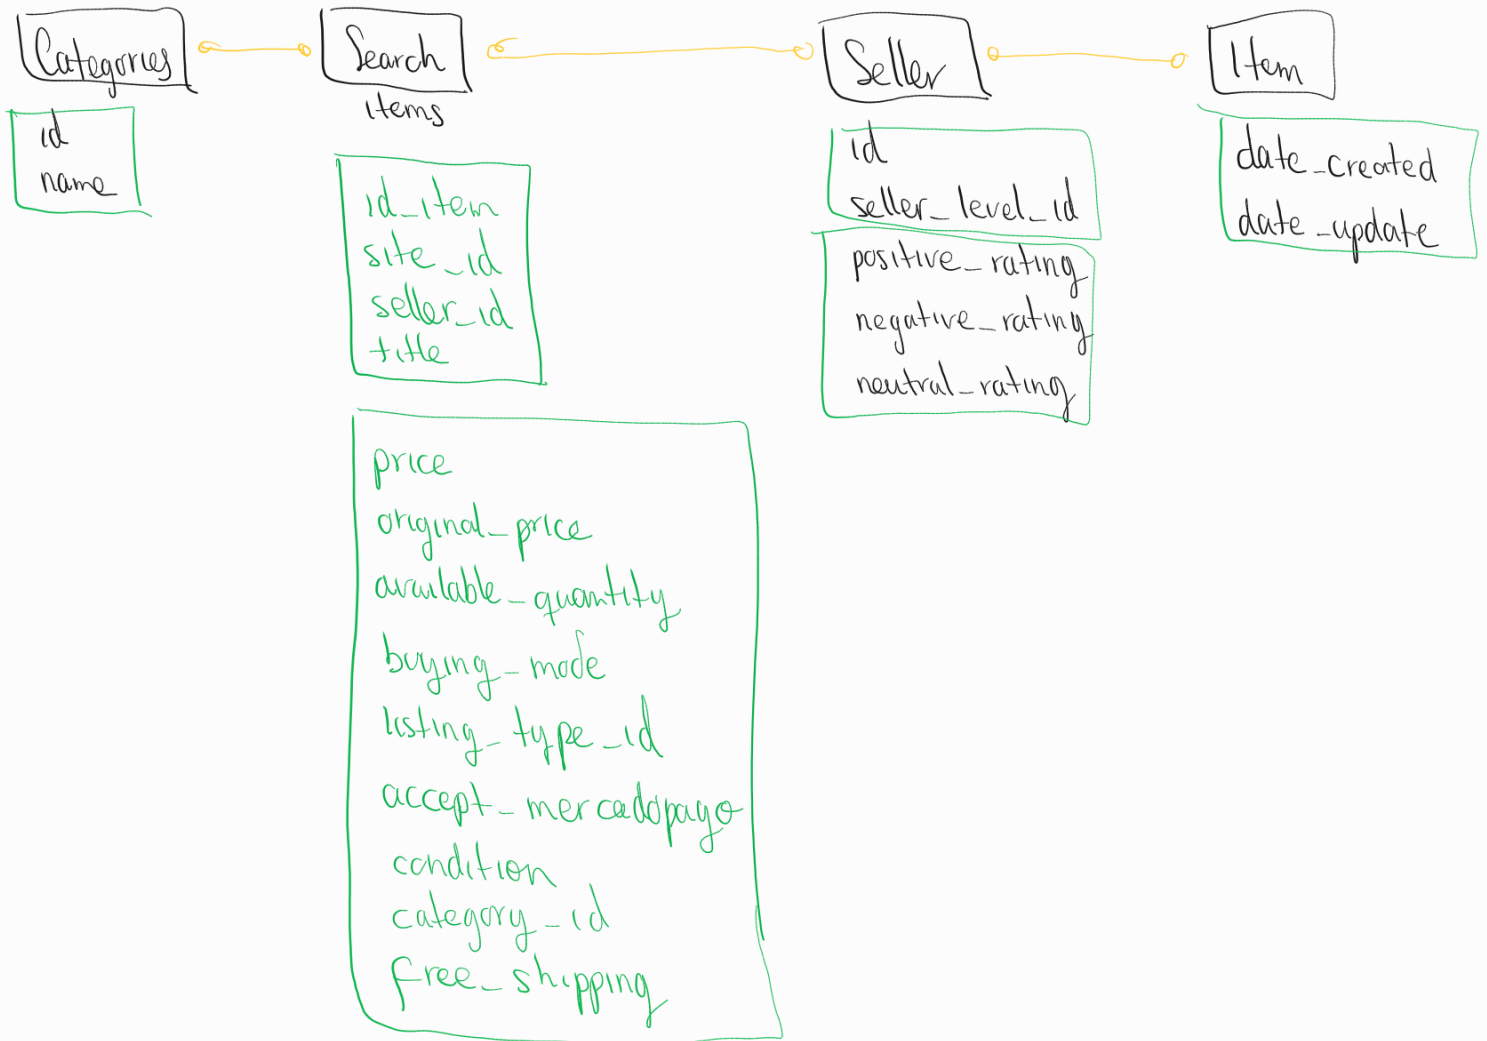 Categories
Search
Seller
Item
items
id
name
id_item
site_id
seller_id
title
price
original_price
available_quantity
buying_mode
listing_type_id
accept_mercadopago
condition
category_id
free_shipping
id
seller_level_id
positive_rating
negative_rating
neutral_rating
date_created
date_update